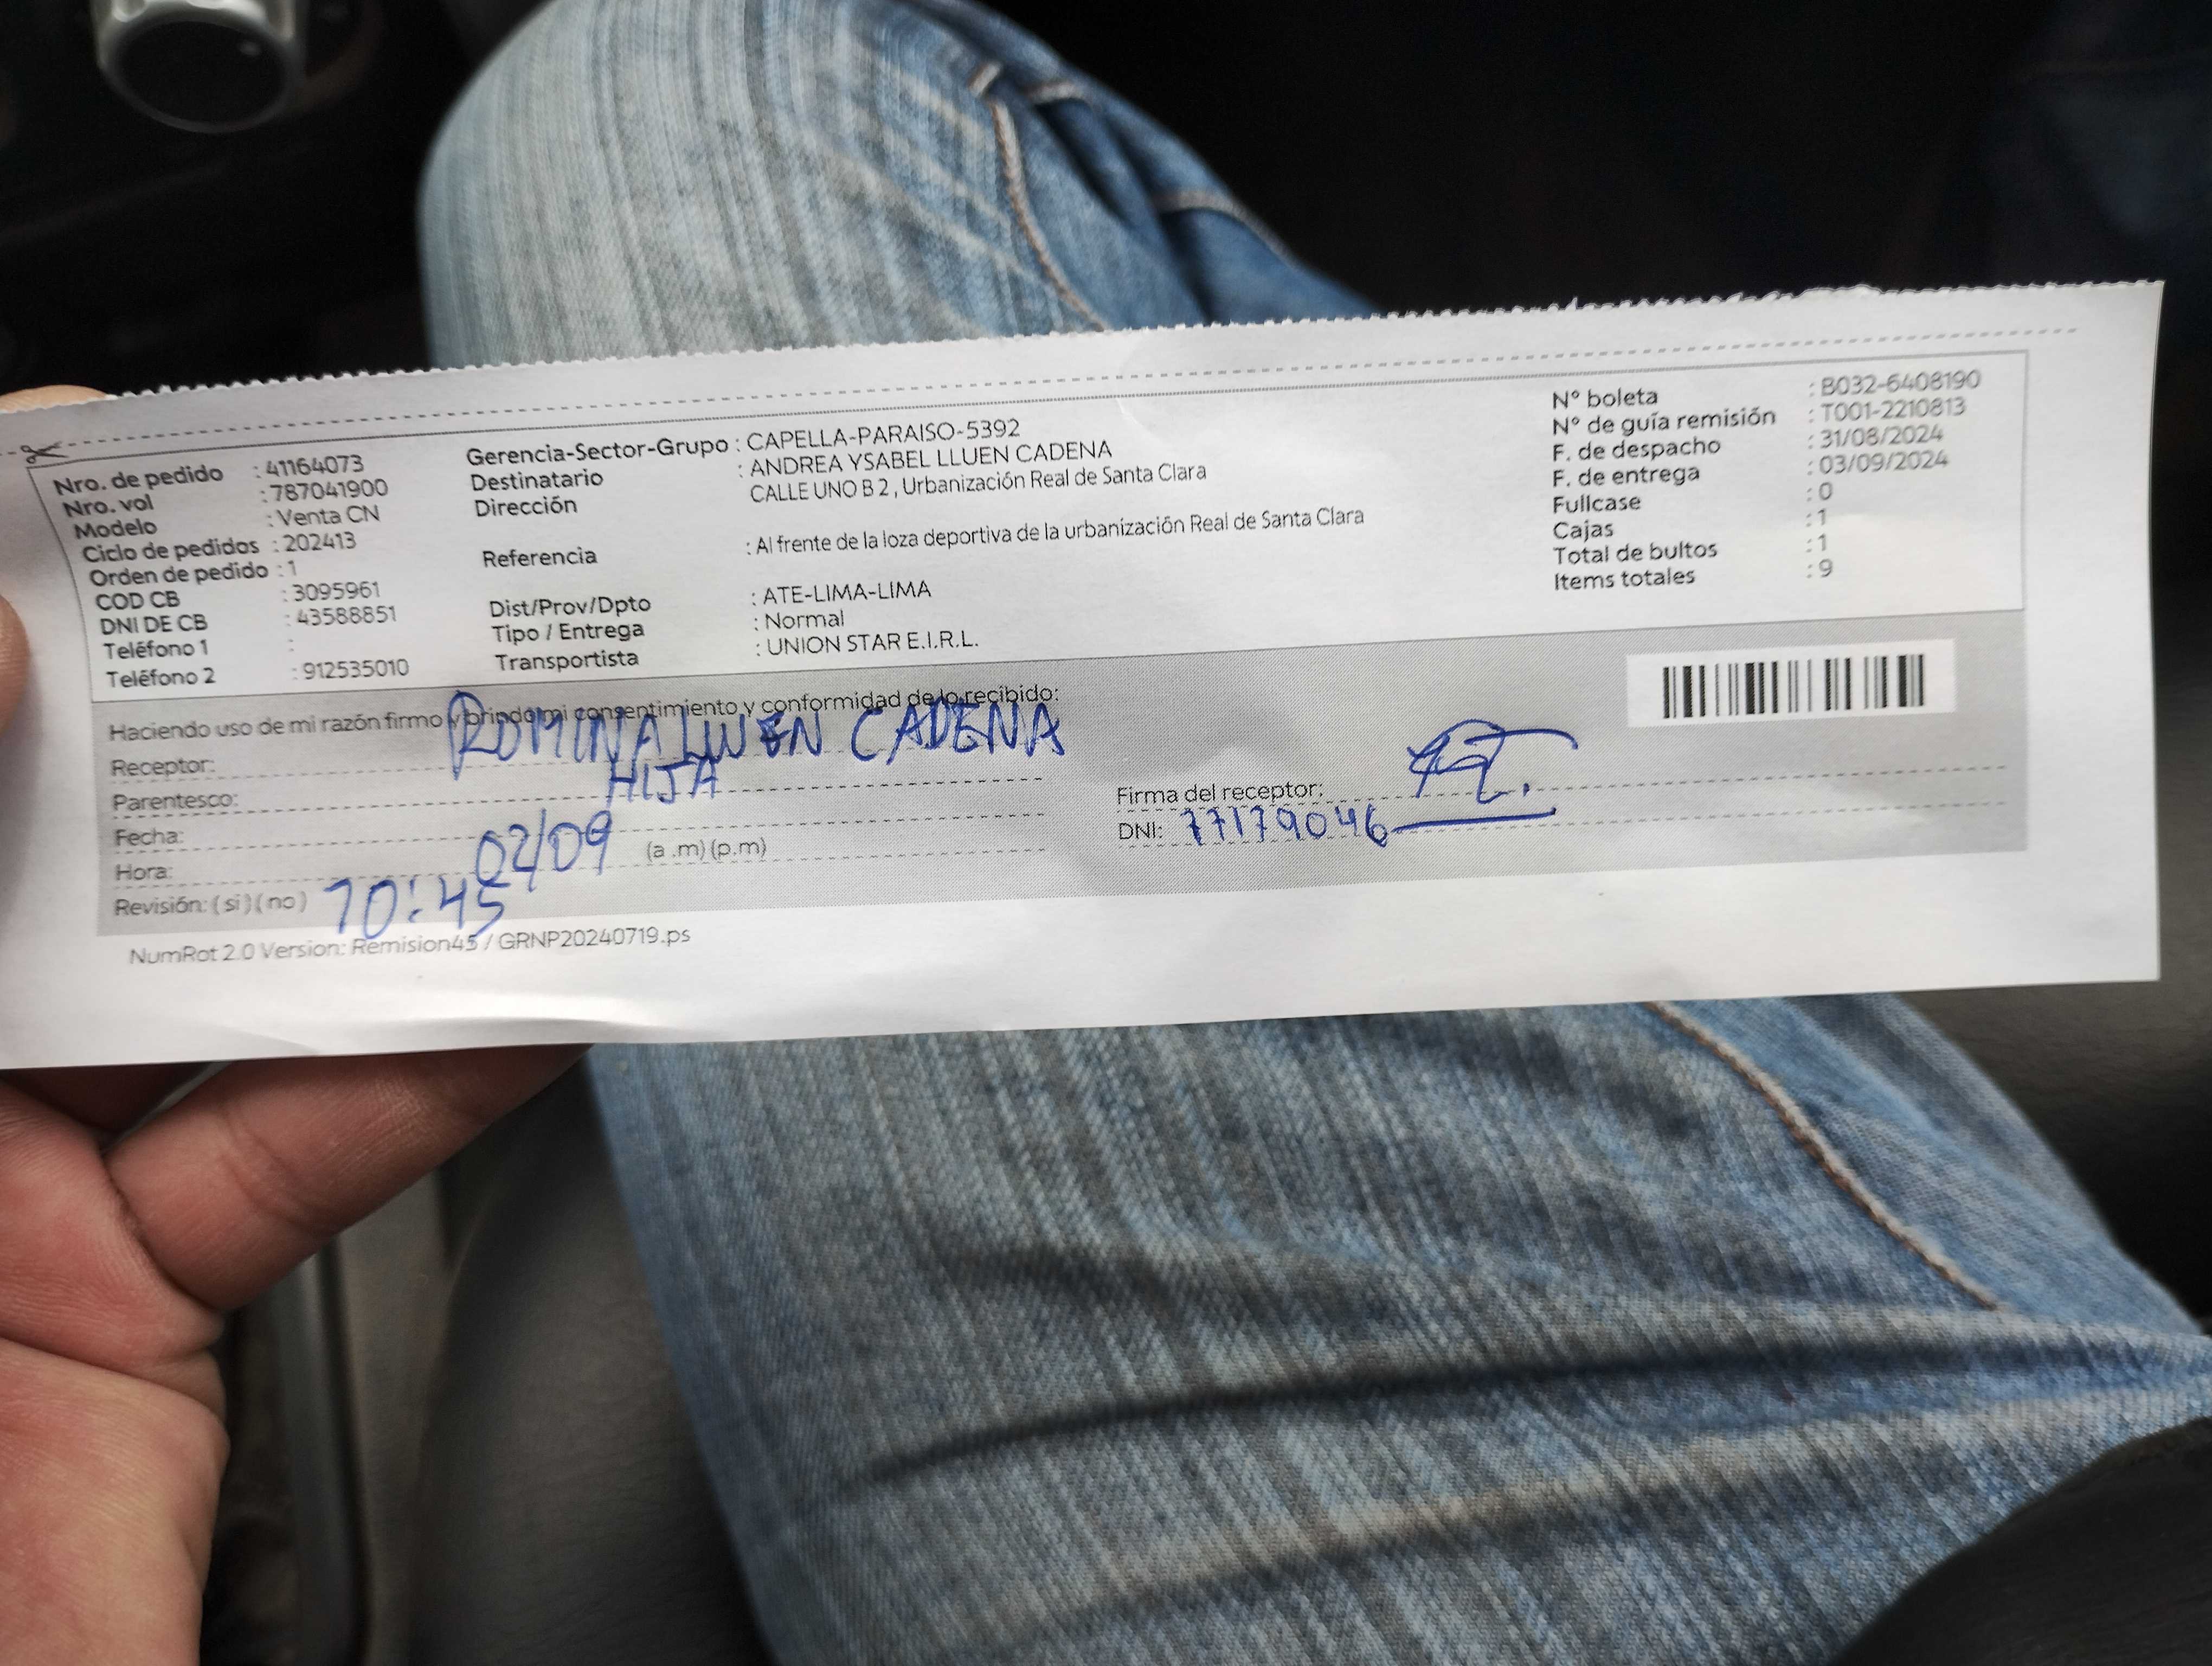 Nro. de pedido : 41164073
Nro. vol : 787041900
Modelo : Venta CN
Ciclo de pedidos : 202413
Orden de pedido : 1
COD CB : 3095961
DNI DE CB : 43588851
Teléfono 1 :
Teléfono 2 : 912535010
Gerencia-Sector-Grupo : CAPELLA-PARAISO-5392
Destinatario : ANDREA YSABEL LLUEN CADENA
Dirección CALLE UNO B 2 , Urbanización Real de Santa Clara
Referencia : Al frente de la loza deportiva de la urbanización Real de Santa Clara
Dist/Prov/Dpto : ATE-LIMA-LIMA
Tipo / Entrega : Normal
Transportista : UNION STAR E.I.R.L.
N° boleta : B032-6408190
N° de guía remisión : T001-2210813
F. de despacho : 31/08/2024
F. de entrega : 03/09/2024
Fullcase : 0
Cajas : 1
Total de bultos : 1
Items totales : 9
Haciendo uso de mi razón firmo y brindo mi consentimiento y conformidad de lo recibido:
Receptor: ROMINA LLUEN CADENA
Parentesco: HIJA
Fecha: 02/09
Hora: 10:45 (a .m) (p.m)
Revisión: ( si ) ( no )
Firma del receptor:
DNI: 77179046
NumRot 2.0 Version: Remision45 / GRNP20240719.ps